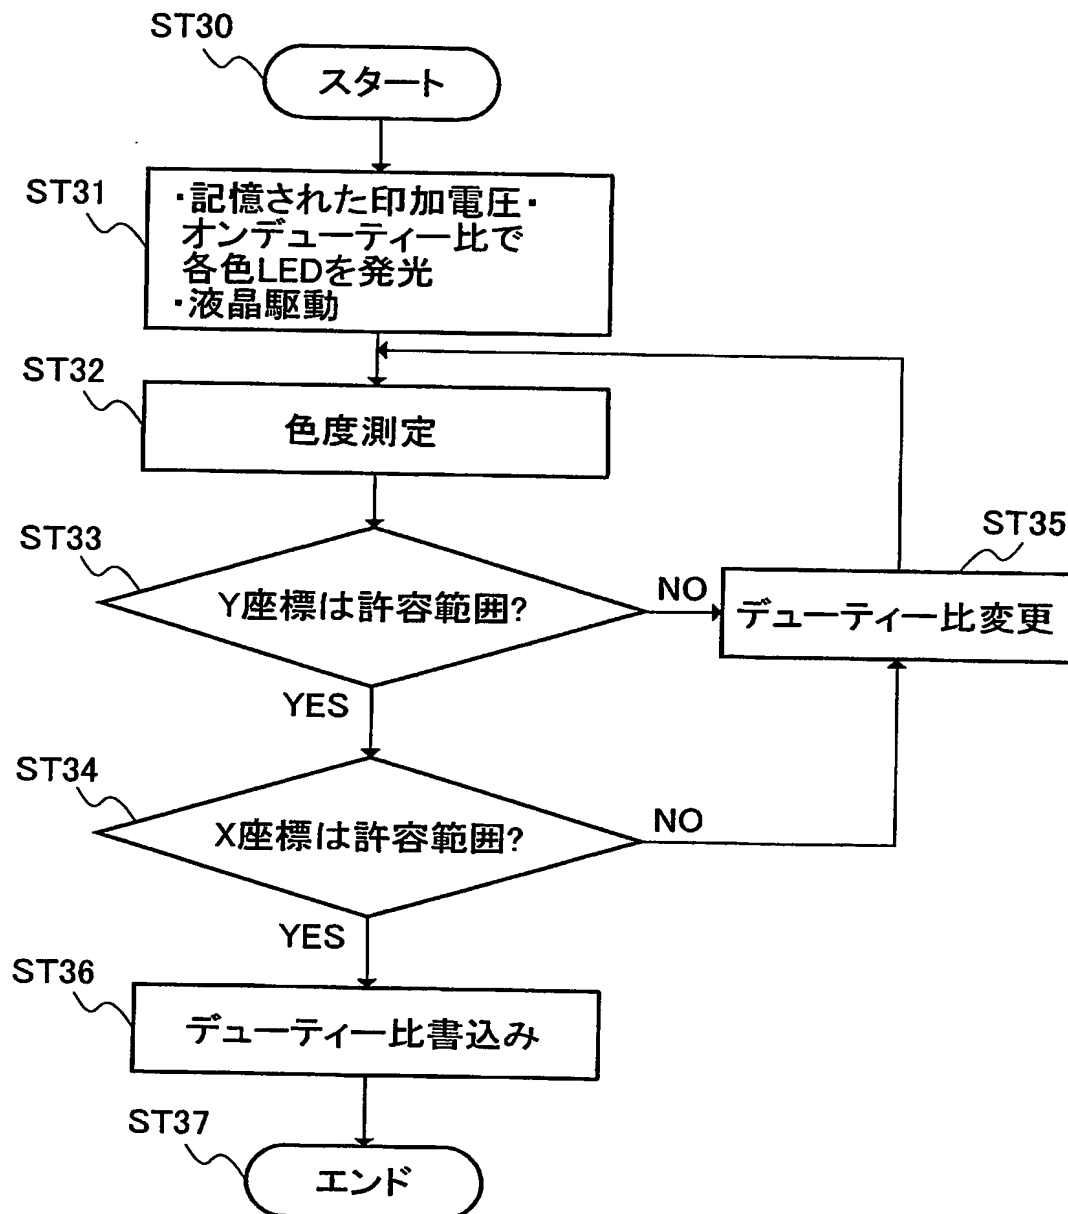 ST30
スタート
ST31
・記憶された印加電圧・
オンデューティー比で
各色LEDを発光
・液晶駆動
ST32
色度測定
ST33
Y座標は許容範囲?
NO
ST35
デューティー比変更
YES
ST34
X座標は許容範囲?
NO
YES
ST36
デューティー比書込み
ST37
エンド